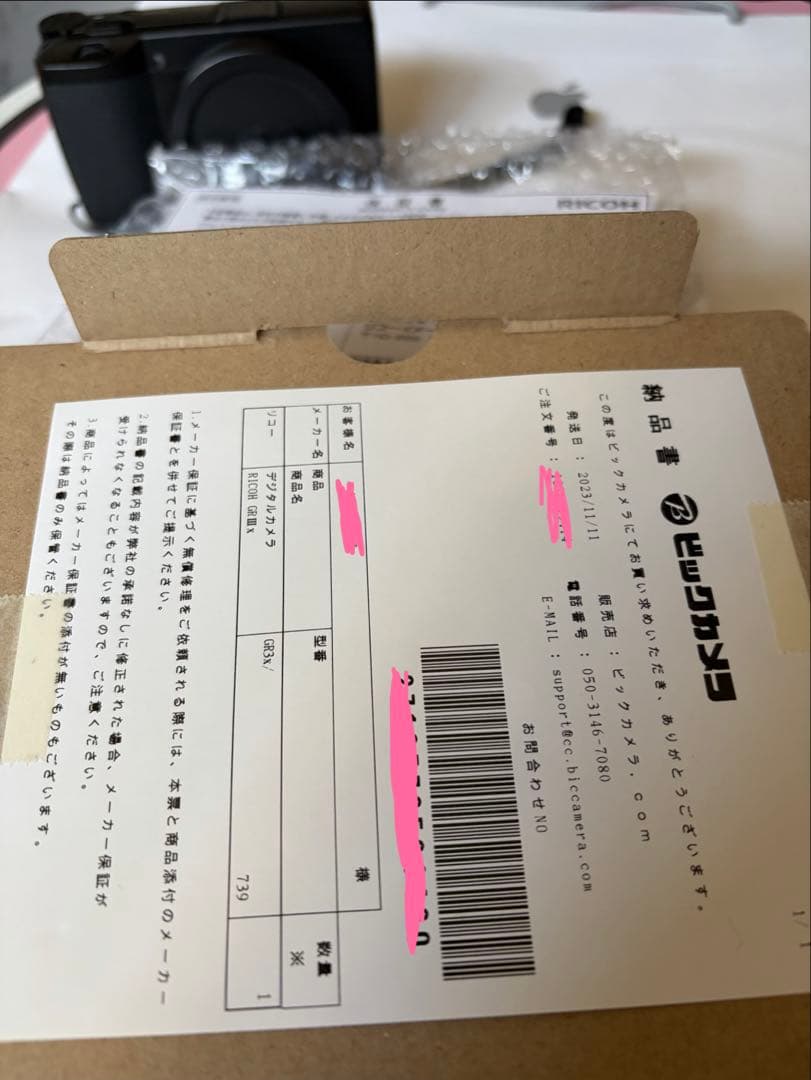 RICOH
納品書 ビックカメラ
1/1
この度はビックカメラにてお買い求めいただき、ありがとうございます。
発送日：2023/11/11
販売店：ビックカメラ．ｃｏｍ
ご注文番号：
電話番号：050-3146-7080
E-MAIL：support@cc.biccamera.com
お問合わせNO
お客様名
様
メーカー名
商品
商品名
型番
数量
※
リコー
デジタルカメラ
RICOH GRⅢx
GR3x/
739
1
1.メーカー保証に基づく無償修理をご依頼される際には、本票と商品添付のメーカー
保証書とを併せてご提示ください。
2.納品書の記載内容が弊社の承諾なしに修正された場合、メーカー保証が
受けられなくなることもございますので、ご注意ください。
3.商品によってはメーカー保証書の添付が無いものもございます。
その際は納品書のみ保管ください。